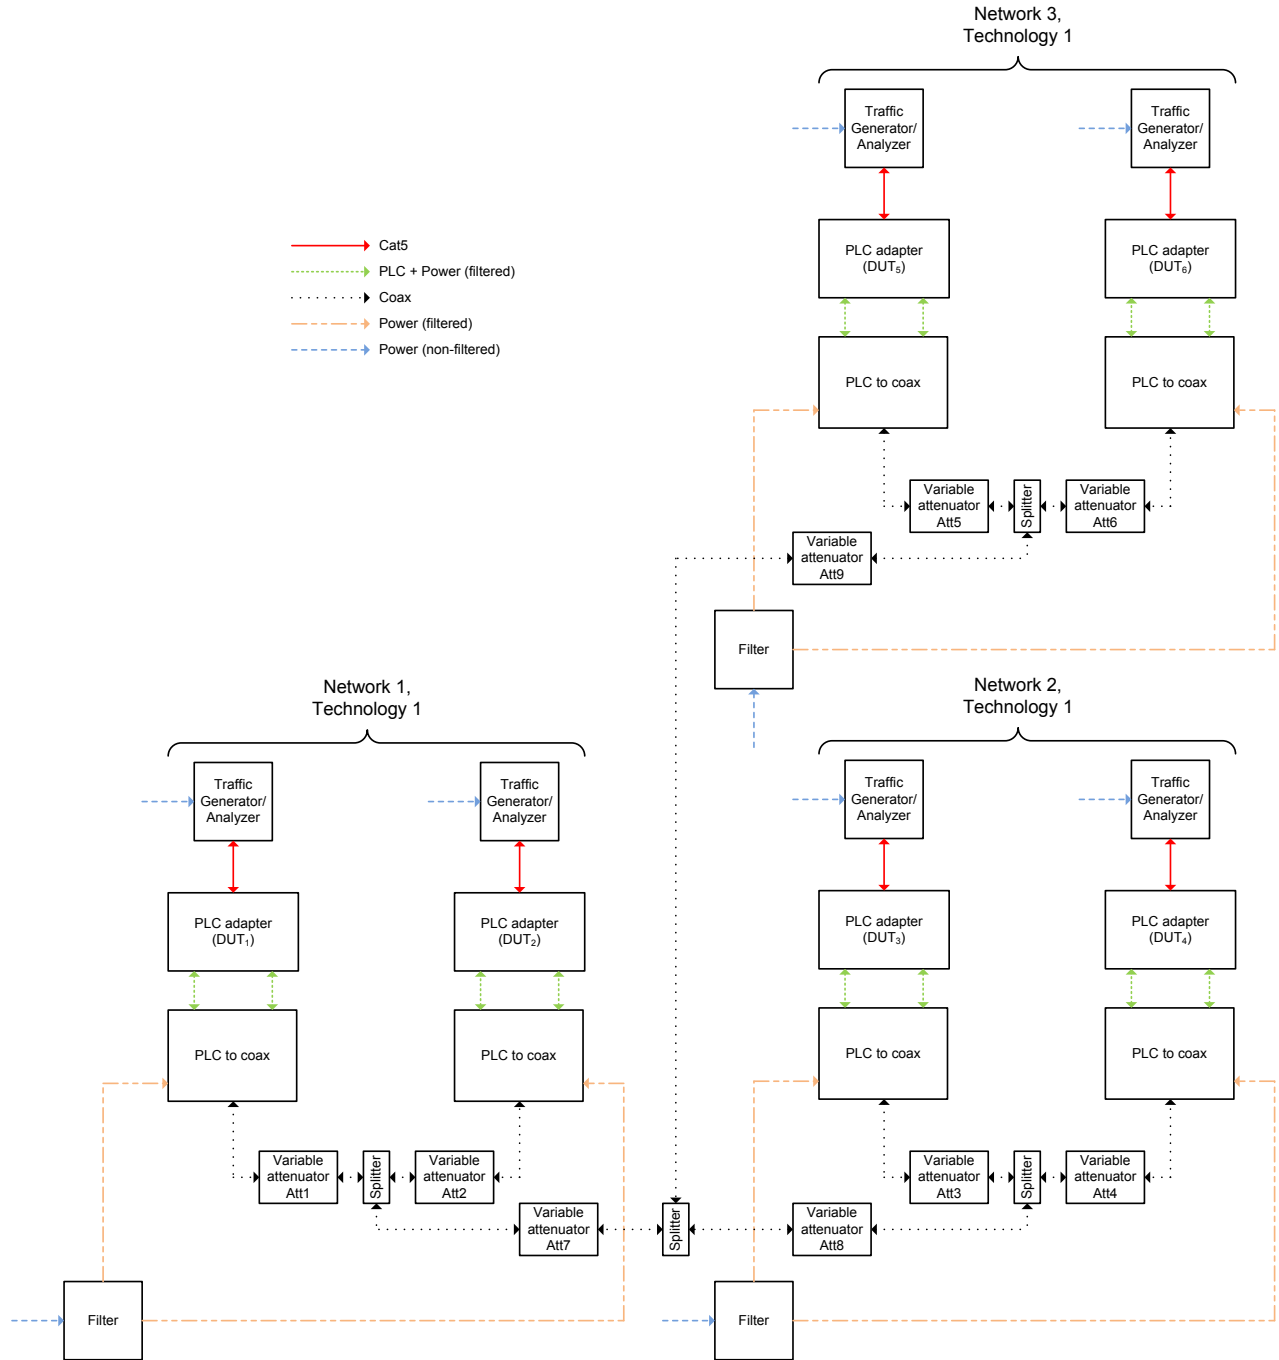 Network 3,
Technology 1
Traffic
Generator/
Analyzer
Traffic
Generator/
Analyzer
Cat5
PLC + Power (filtered)
Coax
Power (filtered)
Power (non-filtered)
PLC adapter
(DUT₅)
PLC adapter
(DUT₆)
PLC to coax
PLC to coax
Variable
attenuator
Att5
Splitter
Variable
attenuator
Att6
Variable
attenuator
Att9
Filter
Network 1,
Technology 1
Traffic
Generator/
Analyzer
Traffic
Generator/
Analyzer
PLC adapter
(DUT₁)
PLC adapter
(DUT₂)
PLC to coax
PLC to coax
Variable
attenuator
Att1
Splitter
Variable
attenuator
Att2
Variable
attenuator
Att7
Splitter
Filter
Network 2,
Technology 1
Traffic
Generator/
Analyzer
Traffic
Generator/
Analyzer
PLC adapter
(DUT₃)
PLC adapter
(DUT₄)
PLC to coax
PLC to coax
Variable
attenuator
Att3
Splitter
Variable
attenuator
Att4
Variable
attenuator
Att8
Filter